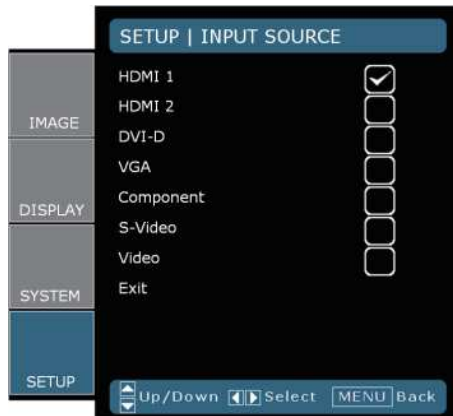 SETUP | INPUT SOURCE
HDMI 1
HDMI 2
DVI-D
VGA
Component
S-Video
Video
Exit
IMAGE
DISPLAY
SYSTEM
SETUP
Up/Down Select MENU Back